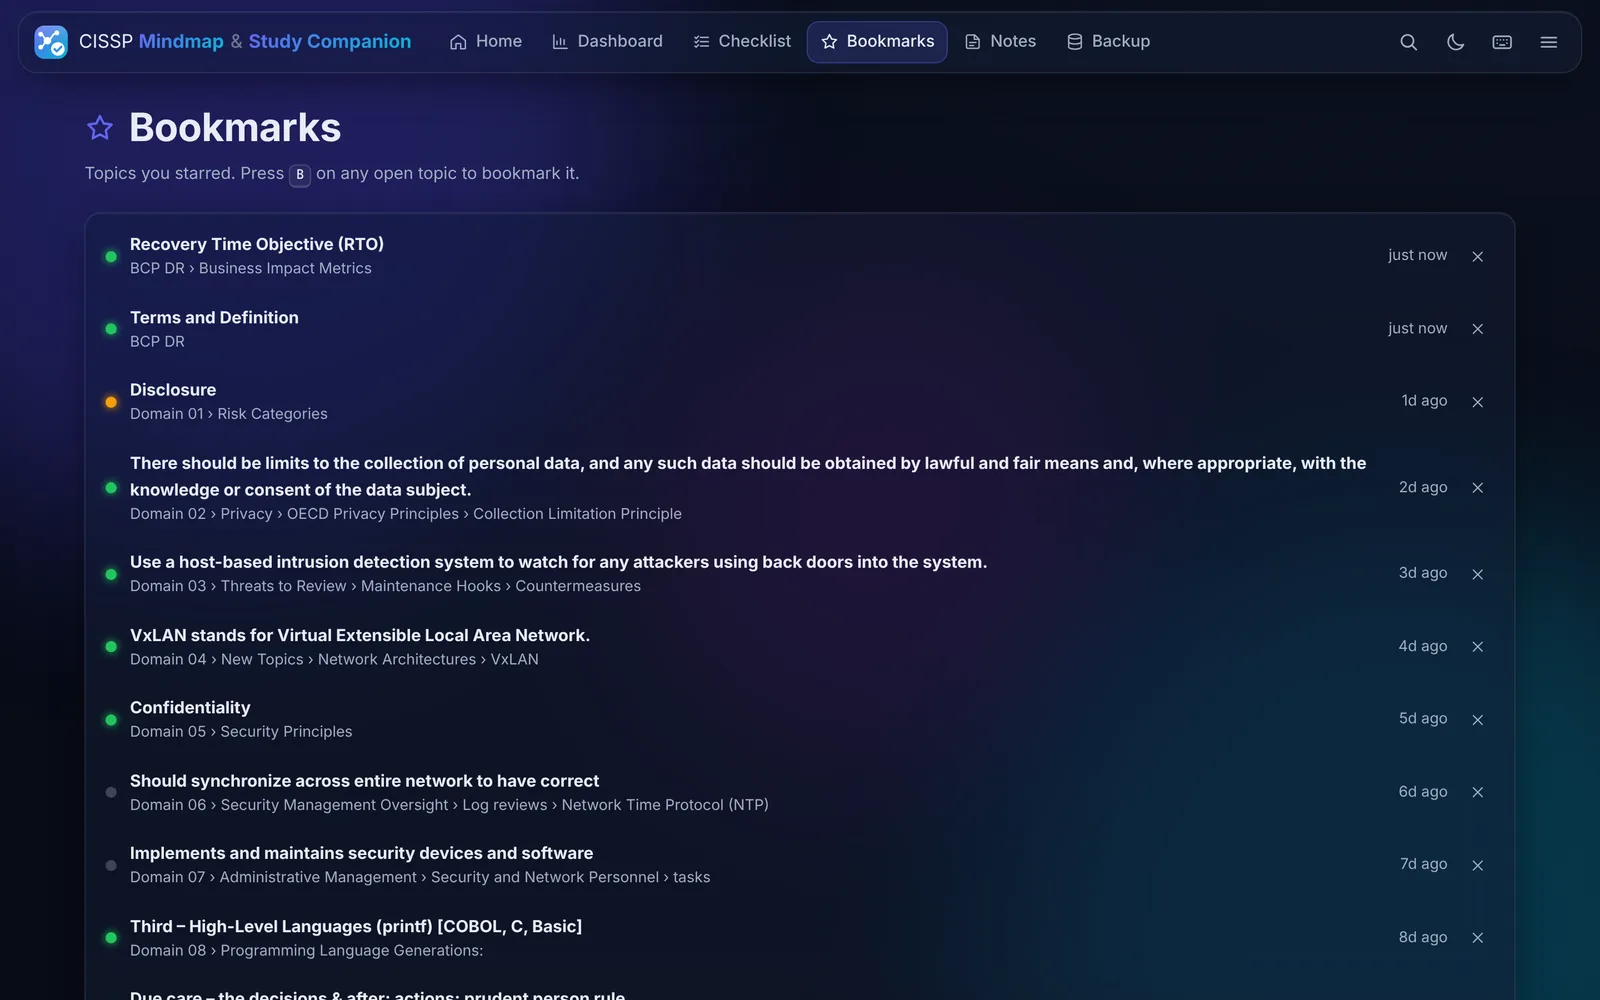 CISSP Mindmap & Study Companion
Home
Dashboard
Checklist
Bookmarks
Notes
Backup
Bookmarks
Topics you starred. Press B on any open topic to bookmark it.
Recovery Time Objective (RTO)
BCP DR › Business Impact Metrics
just now
Terms and Definition
BCP DR
just now
Disclosure
Domain 01 › Risk Categories
1d ago
There should be limits to the collection of personal data, and any such data should be obtained by lawful and fair means and, where appropriate, with the
knowledge or consent of the data subject.
Domain 02 › Privacy › OECD Privacy Principles › Collection Limitation Principle
2d ago
Use a host-based intrusion detection system to watch for any attackers using back doors into the system.
Domain 03 › Threats to Review › Maintenance Hooks › Countermeasures
3d ago
VxLAN stands for Virtual Extensible Local Area Network.
Domain 04 › New Topics › Network Architectures › VxLAN
4d ago
Confidentiality
Domain 05 › Security Principles
5d ago
Should synchronize across entire network to have correct
Domain 06 › Security Management Oversight › Log reviews › Network Time Protocol (NTP)
6d ago
Implements and maintains security devices and software
Domain 07 › Administrative Management › Security and Network Personnel › tasks
7d ago
Third – High-Level Languages (printf) [COBOL, C, Basic]
Domain 08 › Programming Language Generations:
8d ago
Due care – the decisions & after; actions; prudent person rule